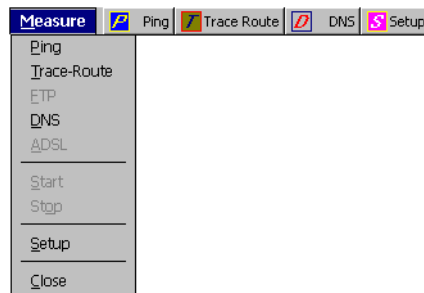 Measure P Ping T Trace Route D DNS S Setup
Ping
Trace-Route
FTP
DNS
ADSL
Start
Stop
Setup
Close